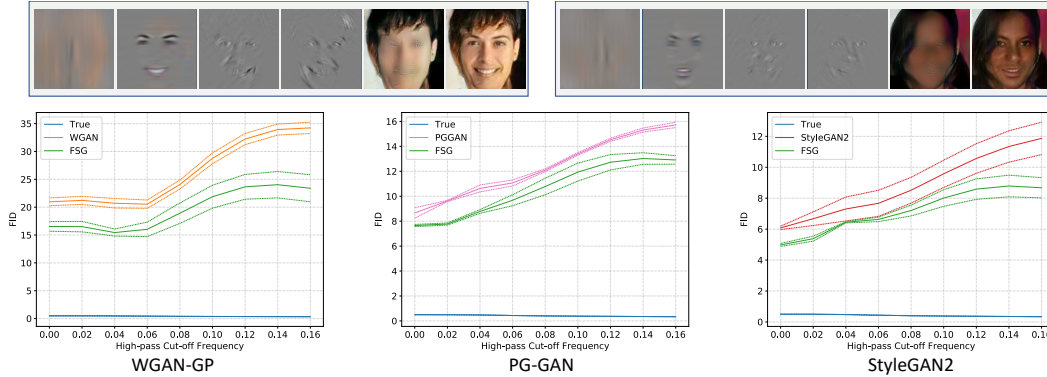 True
WGAN
FSG
35
30
25
20
15
10
5
0
FID
0.00 0.02 0.04 0.06 0.08 0.10 0.12 0.14 0.16
High-pass Cut-off Frequency
WGAN-GP
True
PGGAN
FSG
16
14
12
10
8
6
4
2
0
FID
0.00 0.02 0.04 0.06 0.08 0.10 0.12 0.14 0.16
High-pass Cut-off Frequency
PG-GAN
True
StyleGAN2
FSG
12
10
8
6
4
2
0
FID
0.00 0.02 0.04 0.06 0.08 0.10 0.12 0.14 0.16
High-pass Cut-off Frequency
StyleGAN2